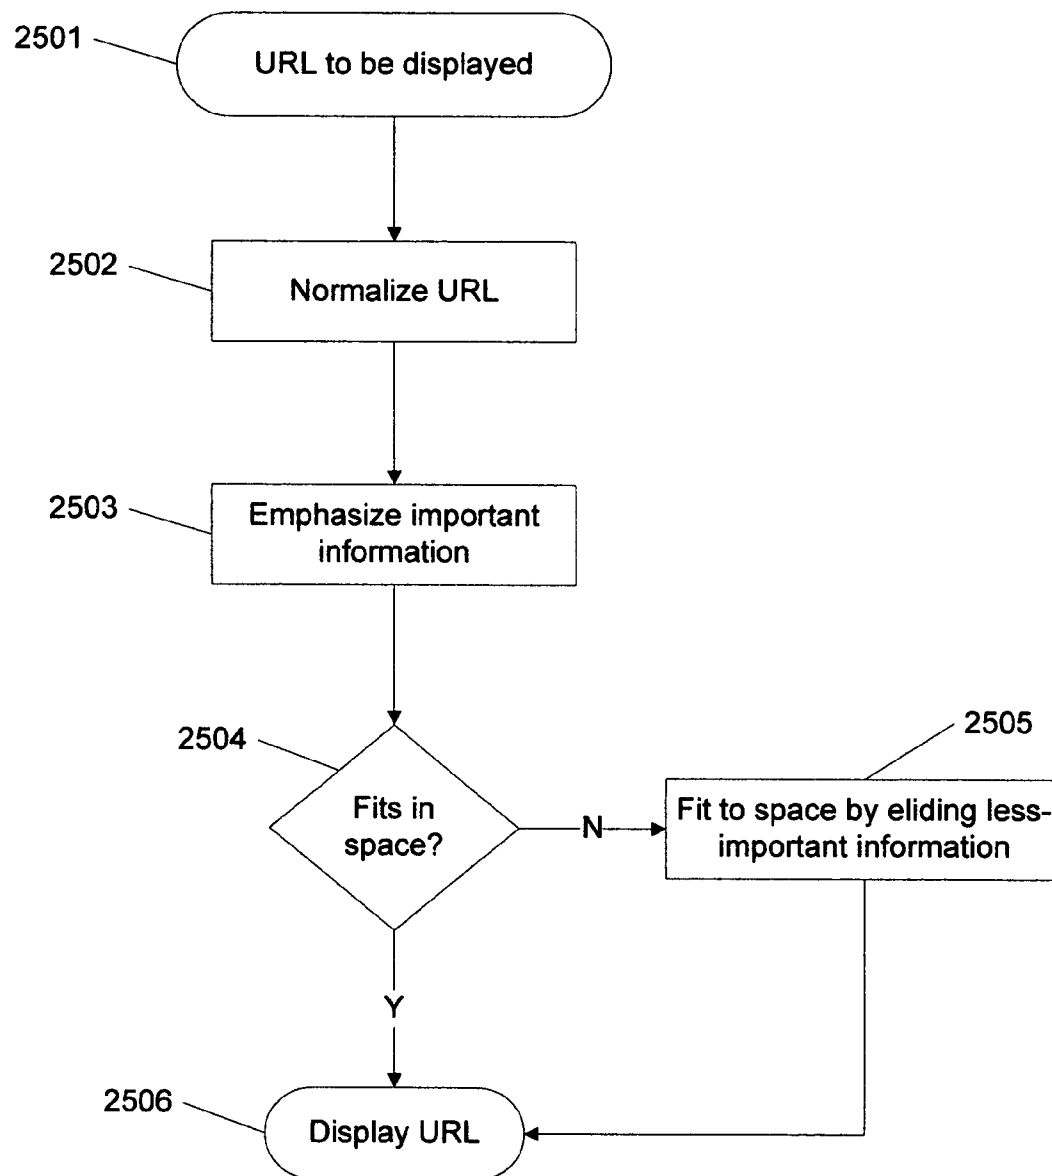 2501
URL to be displayed
2502
Normalize URL
2503
Emphasize important
information
2504
Fits in
space?
N
2505
Fit to space by eliding less-
important information
Y
2506
Display URL